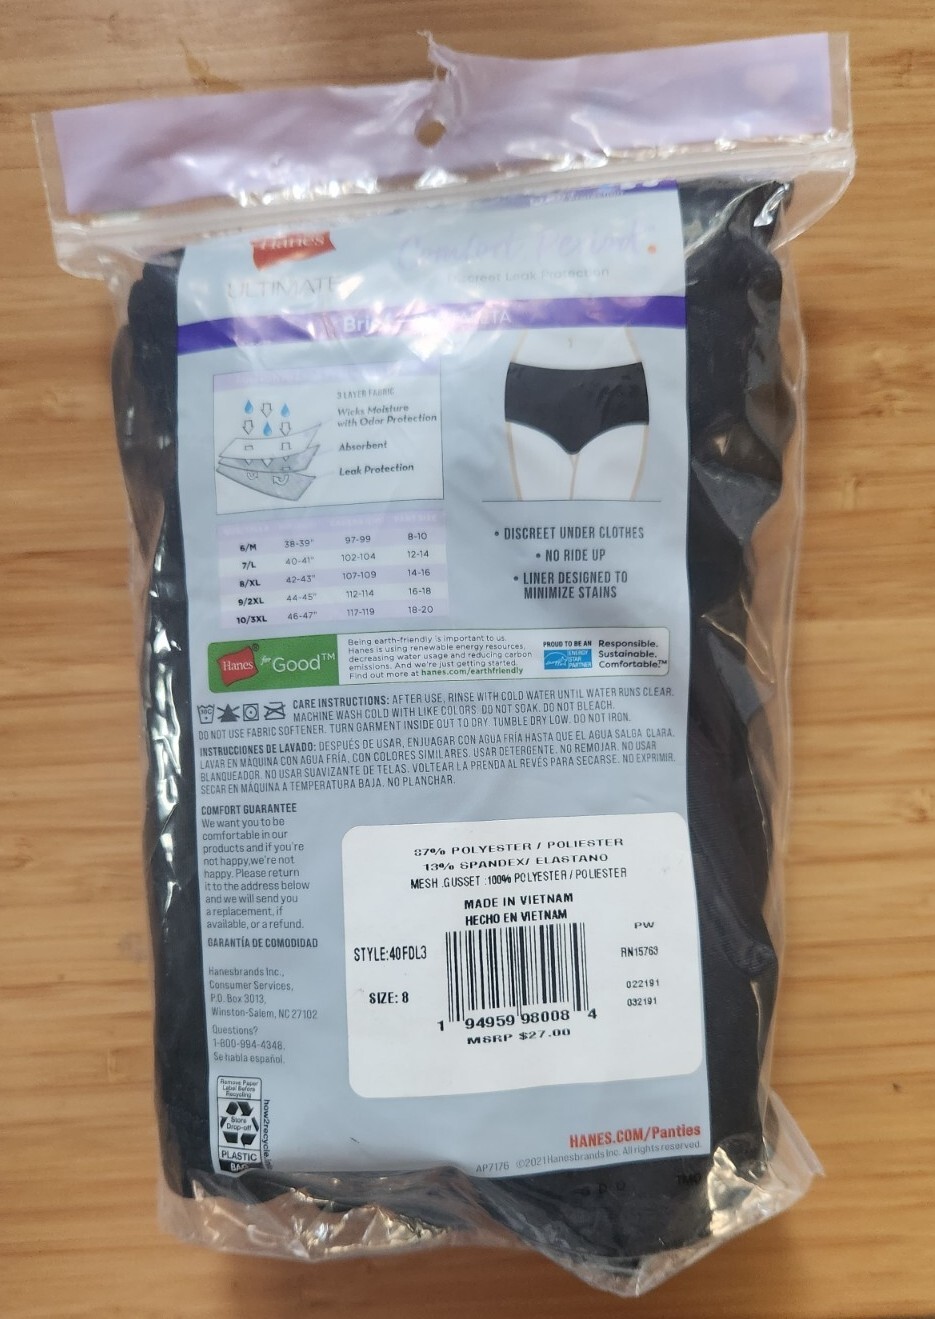 Hanes
ULTIMATE
Comfort, Period.
Discreet Leak Protection
3 LAYER FABRIC
Wicks Moisture
with Odor Protection
Absorbent
Leak Protection
6/M 38-39" 97-99 8-10
7/L 40-41" 102-104 12-14
8/XL 42-43" 107-109 14-16
9/2XL 44-45" 112-114 16-18
10/3XL 46-47" 117-119 18-20
• DISCREET UNDER CLOTHES
• NO RIDE UP
• LINER DESIGNED TO
MINIMIZE STAINS
Hanes for Good™
Being earth-friendly is important to us.
Hanes is using renewable energy resources,
decreasing water usage and reducing carbon
emissions. And we're just getting started.
Find out more at hanes.com/earthfriendly
PROUD TO BE AN
ENERGY
STAR
PARTNER
Responsible.
Sustainable.
Comfortable.™
CARE INSTRUCTIONS: AFTER USE, RINSE WITH COLD WATER UNTIL WATER RUNS CLEAR.
MACHINE WASH COLD WITH LIKE COLORS. DO NOT SOAK. DO NOT BLEACH.
DO NOT USE FABRIC SOFTENER. TURN GARMENT INSIDE OUT TO DRY. TUMBLE DRY LOW. DO NOT IRON.
INSTRUCCIONES DE LAVADO: DESPUÉS DE USAR, ENJUAGAR CON AGUA FRÍA HASTA QUE EL AGUA SALGA CLARA.
LAVAR EN MÁQUINA CON AGUA FRÍA, CON COLORES SIMILARES. USAR DETERGENTE. NO REMOJAR. NO USAR
BLANQUEADOR. NO USAR SUAVIZANTE DE TELAS. VOLTEAR LA PRENDA AL REVÉS PARA SECARSE. NO EXPRIMIR.
SECAR EN MÁQUINA A TEMPERATURA BAJA. NO PLANCHAR.
COMFORT GUARANTEE
We want you to be
comfortable in our
products and if you're
not happy,we're not
happy. Please return
it to the address below
and we will send you
a replacement, if
available, or a refund.
GARANTÍA DE COMODIDAD
Hanesbrands Inc.,
Consumer Services,
P.O. Box 3013,
Winston-Salem, NC 27102
Questions?
1-800-994-4348.
Se habla español.
87% POLYESTER / POLIESTER
13% SPANDEX/ ELASTANO
MESH .GUSSET :100% POLYESTER / POLIESTER
MADE IN VIETNAM
HECHO EN VIETNAM
PW
STYLE:40FDL3
RN15763
SIZE: 8
022191
032191
1 94959 98008 4
MSRP $27.00
Remove Paper
Label Before
Recycling
Store
Drop-off
PLASTIC
BAG
how2recycle.
HANES.COM/Panties
AP7176 ©2021 Hanesbrands Inc. All rights reserved.